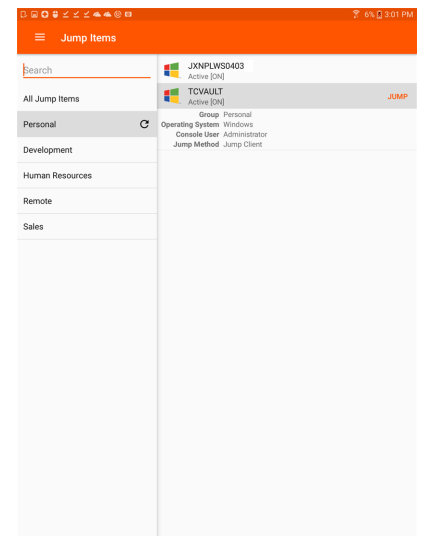 6% 3:01 PM
Jump Items
Search
All Jump Items
Personal
Development
Human Resources
Remote
Sales
JXNPLWS0403
Active [ON]
TCVAULT
Active [ON]
JUMP
Group Personal
Operating System Windows
Console User Administrator
Jump Method Jump Client